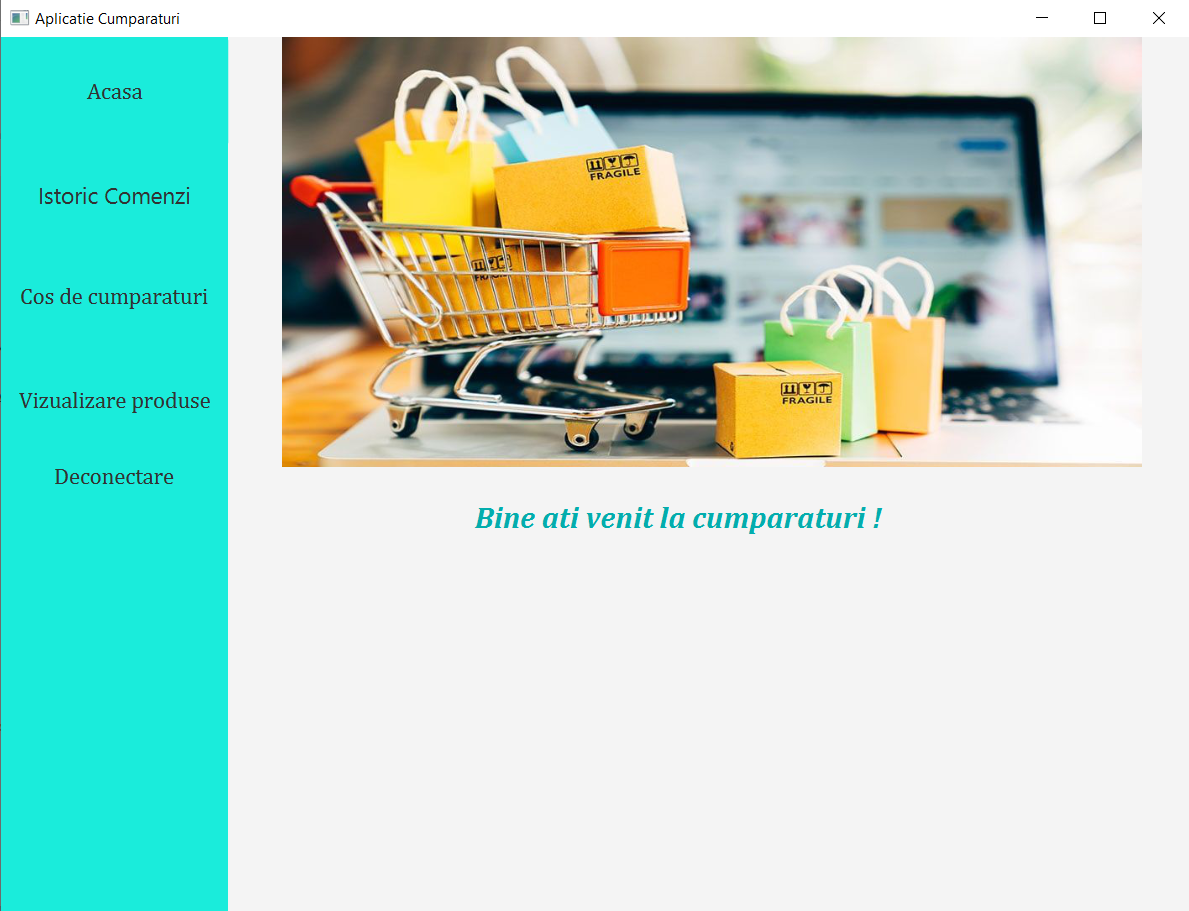 Aplicatie Cumparaturi
Acasa
Istoric Comenzi
Cos de cumparaturi
Vizualizare produse
Deconectare
FRAGILE
FRAGILE
Bine ati venit la cumparaturi !